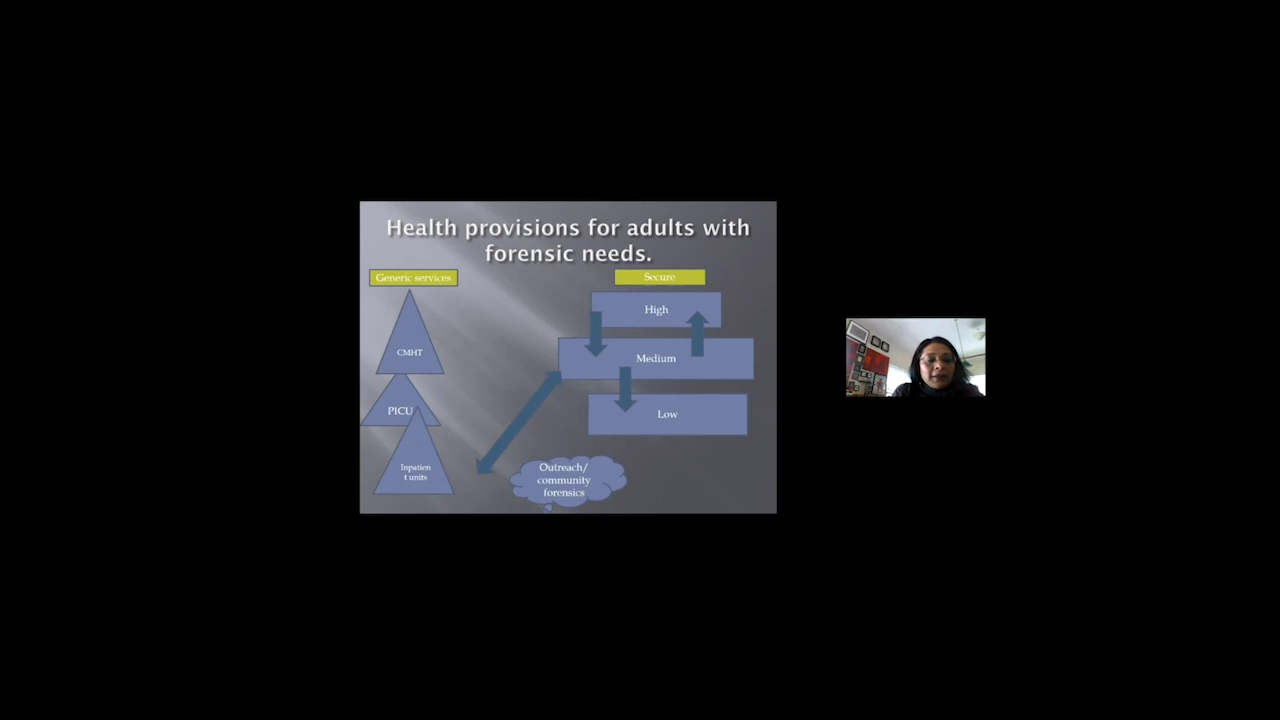 Health provisions for adults with
forensic needs.
Generic services
CMHT
PICU
Inpatien
t units
Secure
High
Medium
Low
Outreach/
community
forensics